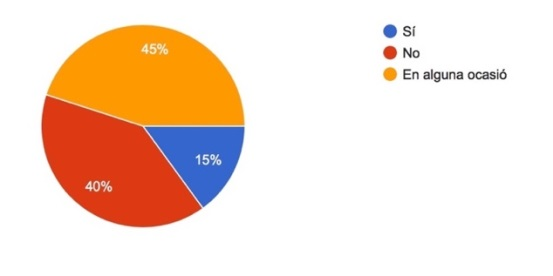 45%
15%
40%
Sí
No
En alguna ocasió